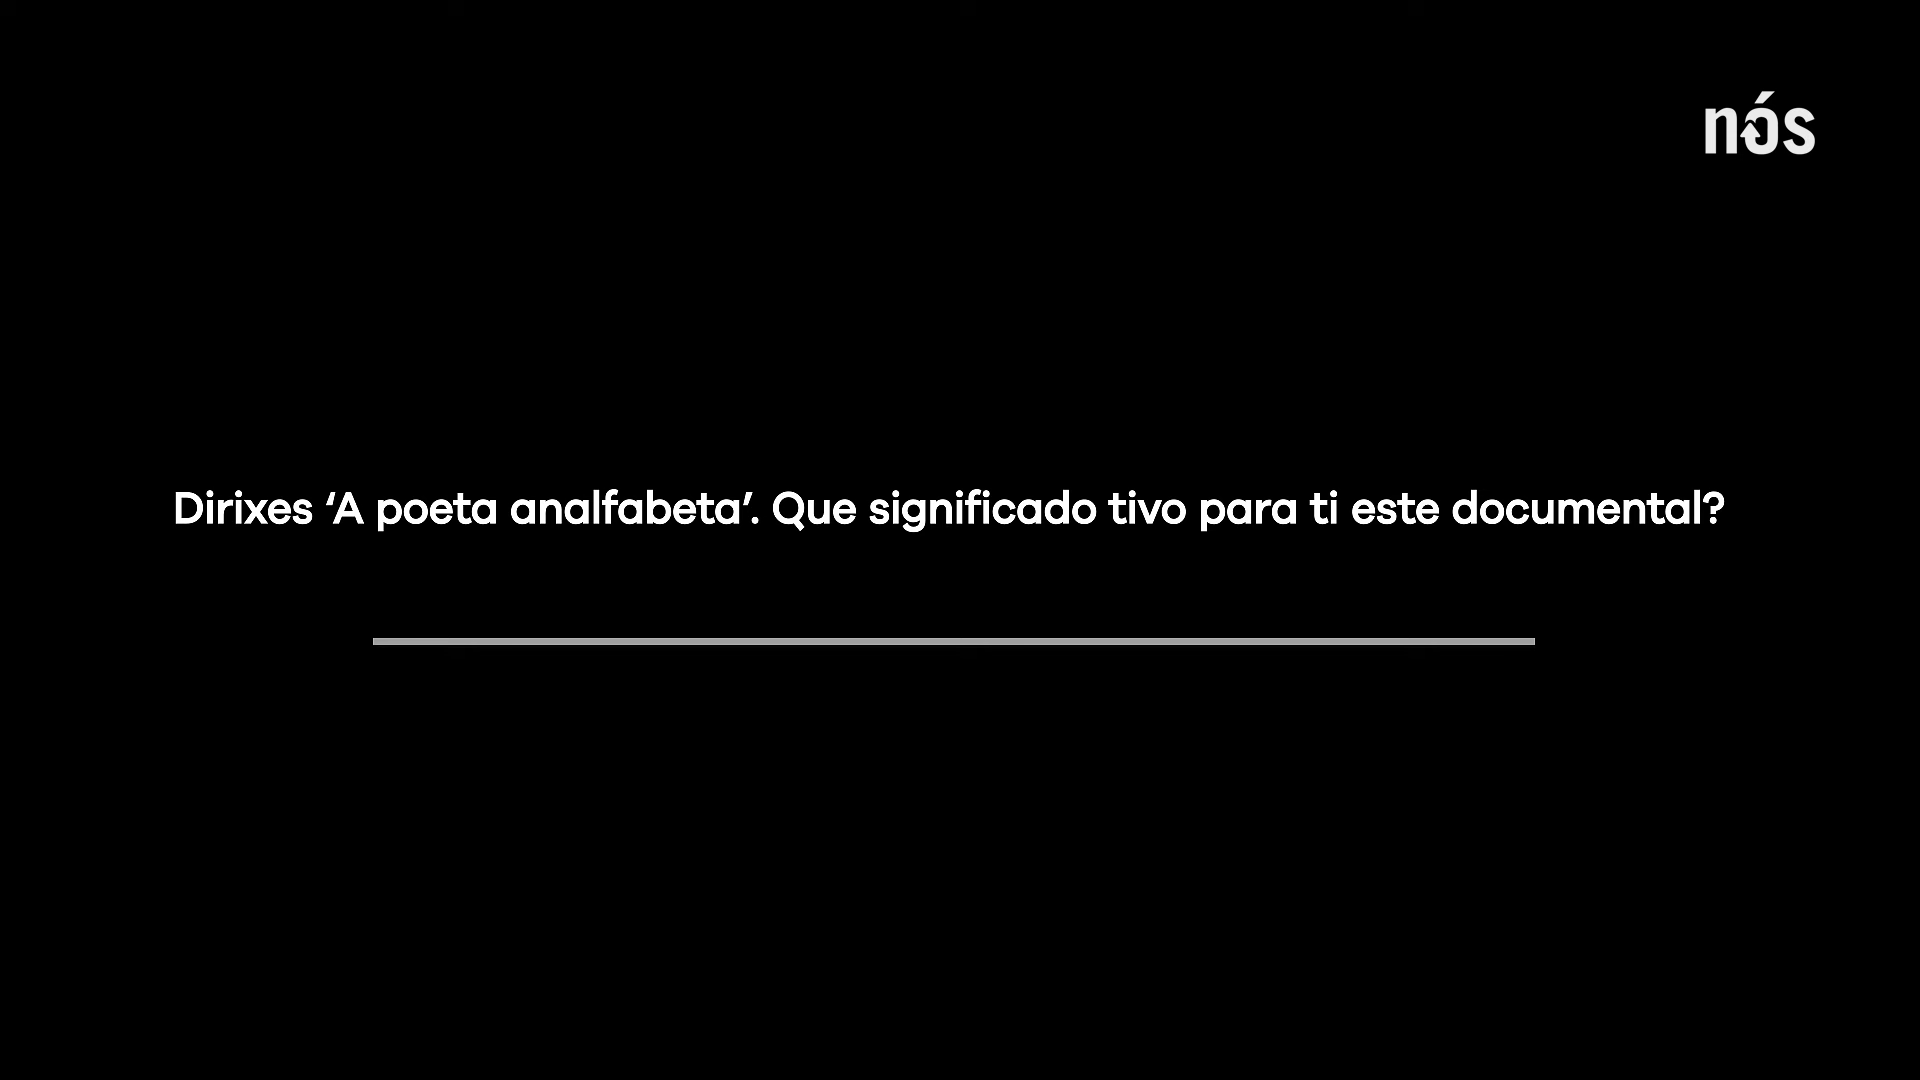 nós
Dirixes ‘A poeta analfabeta’. Que significado tivo para ti este documental?